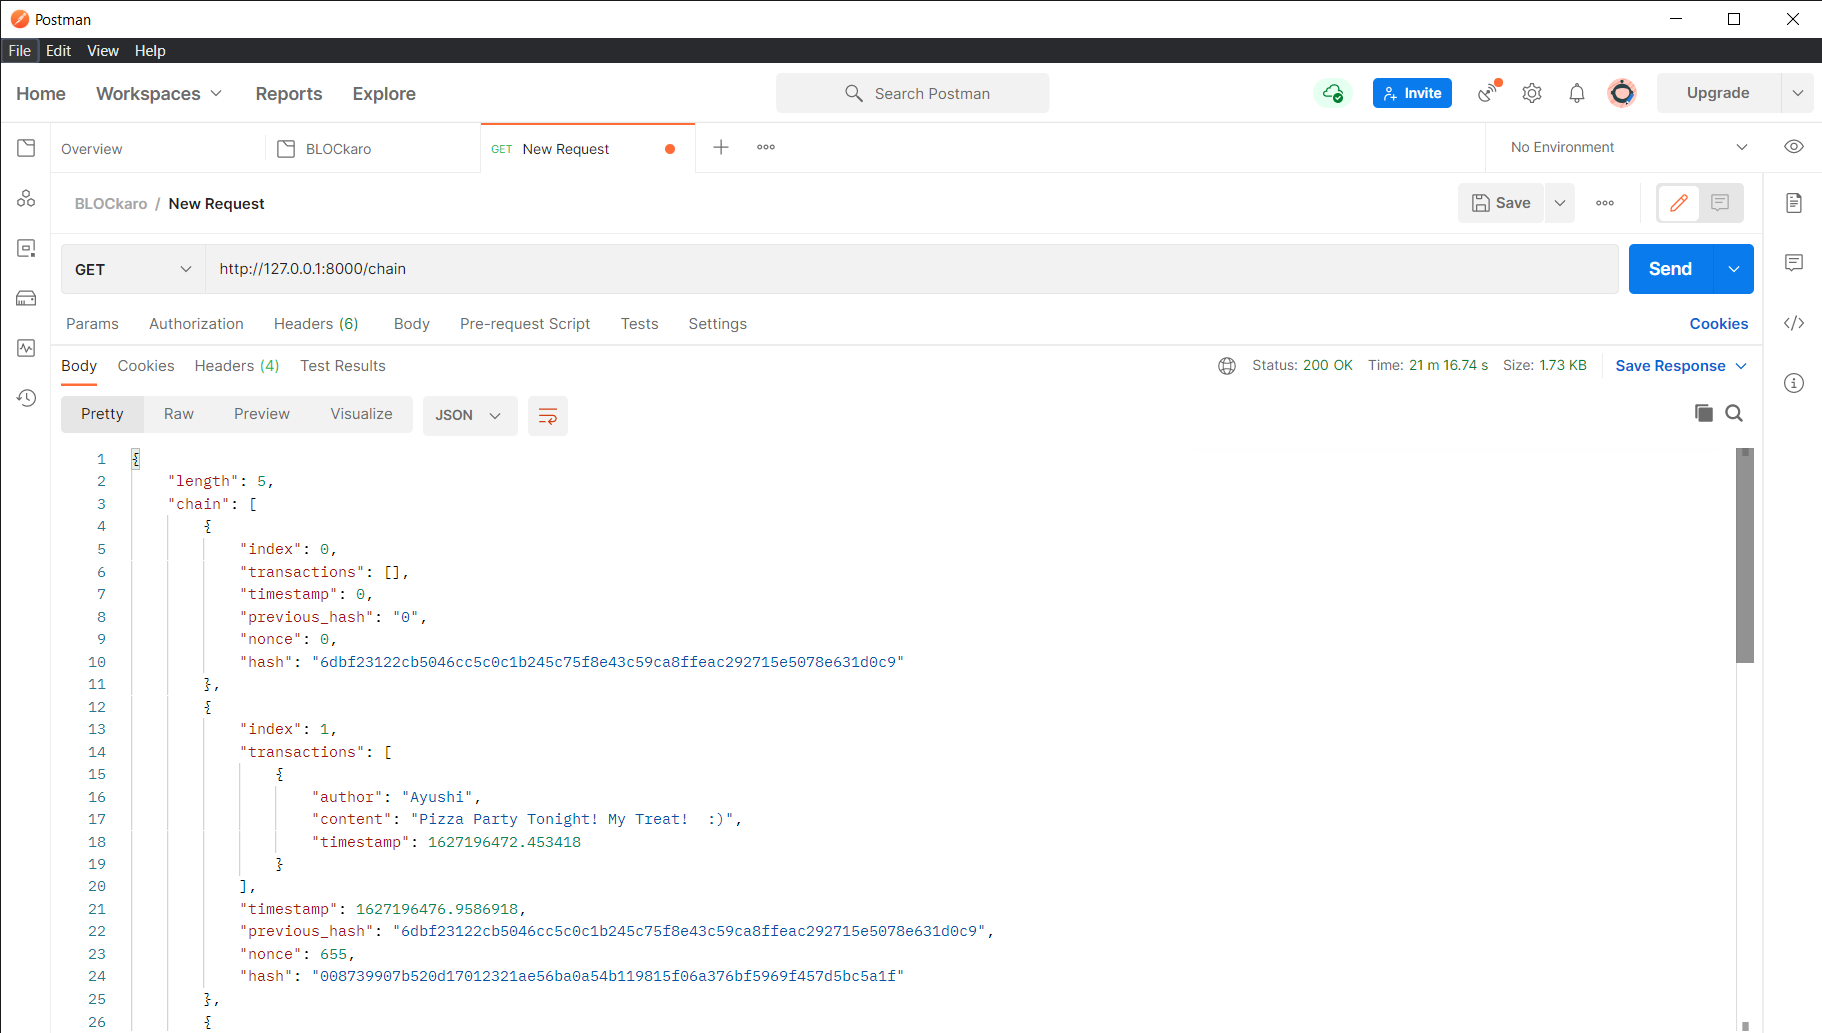 Postman
File Edit View Help
Home Workspaces Reports Explore Search Postman Invite Upgrade
Overview BLOCkaro GET New Request No Environment
BLOCkaro / New Request Save
GET http://127.0.0.1:8000/chain Send
Params Authorization Headers (6) Body Pre-request Script Tests Settings Cookies
Body Cookies Headers (4) Test Results Status: 200 OK Time: 21 m 16.74 s Size: 1.73 KB Save Response
Pretty Raw Preview Visualize JSON
1 {
2 "length": 5,
3 "chain": [
4 {
5 "index": 0,
6 "transactions": [],
7 "timestamp": 0,
8 "previous_hash": "0",
9 "nonce": 0,
10 "hash": "6dbf23122cb5046cc5c0c1b245c75f8e43c59ca8ffeac292715e5078e631d0c9"
11 },
12 {
13 "index": 1,
14 "transactions": [
15 {
16 "author": "Ayushi",
17 "content": "Pizza Party Tonight! My Treat!  :)",
18 "timestamp": 1627196472.453418
19 }
20 ],
21 "timestamp": 1627196476.9586918,
22 "previous_hash": "6dbf23122cb5046cc5c0c1b245c75f8e43c59ca8ffeac292715e5078e631d0c9",
23 "nonce": 655,
24 "hash": "008739907b520d17012321ae56ba0a54b119815f06a376bf5969f457d5bc5a1f"
25 },
26 {